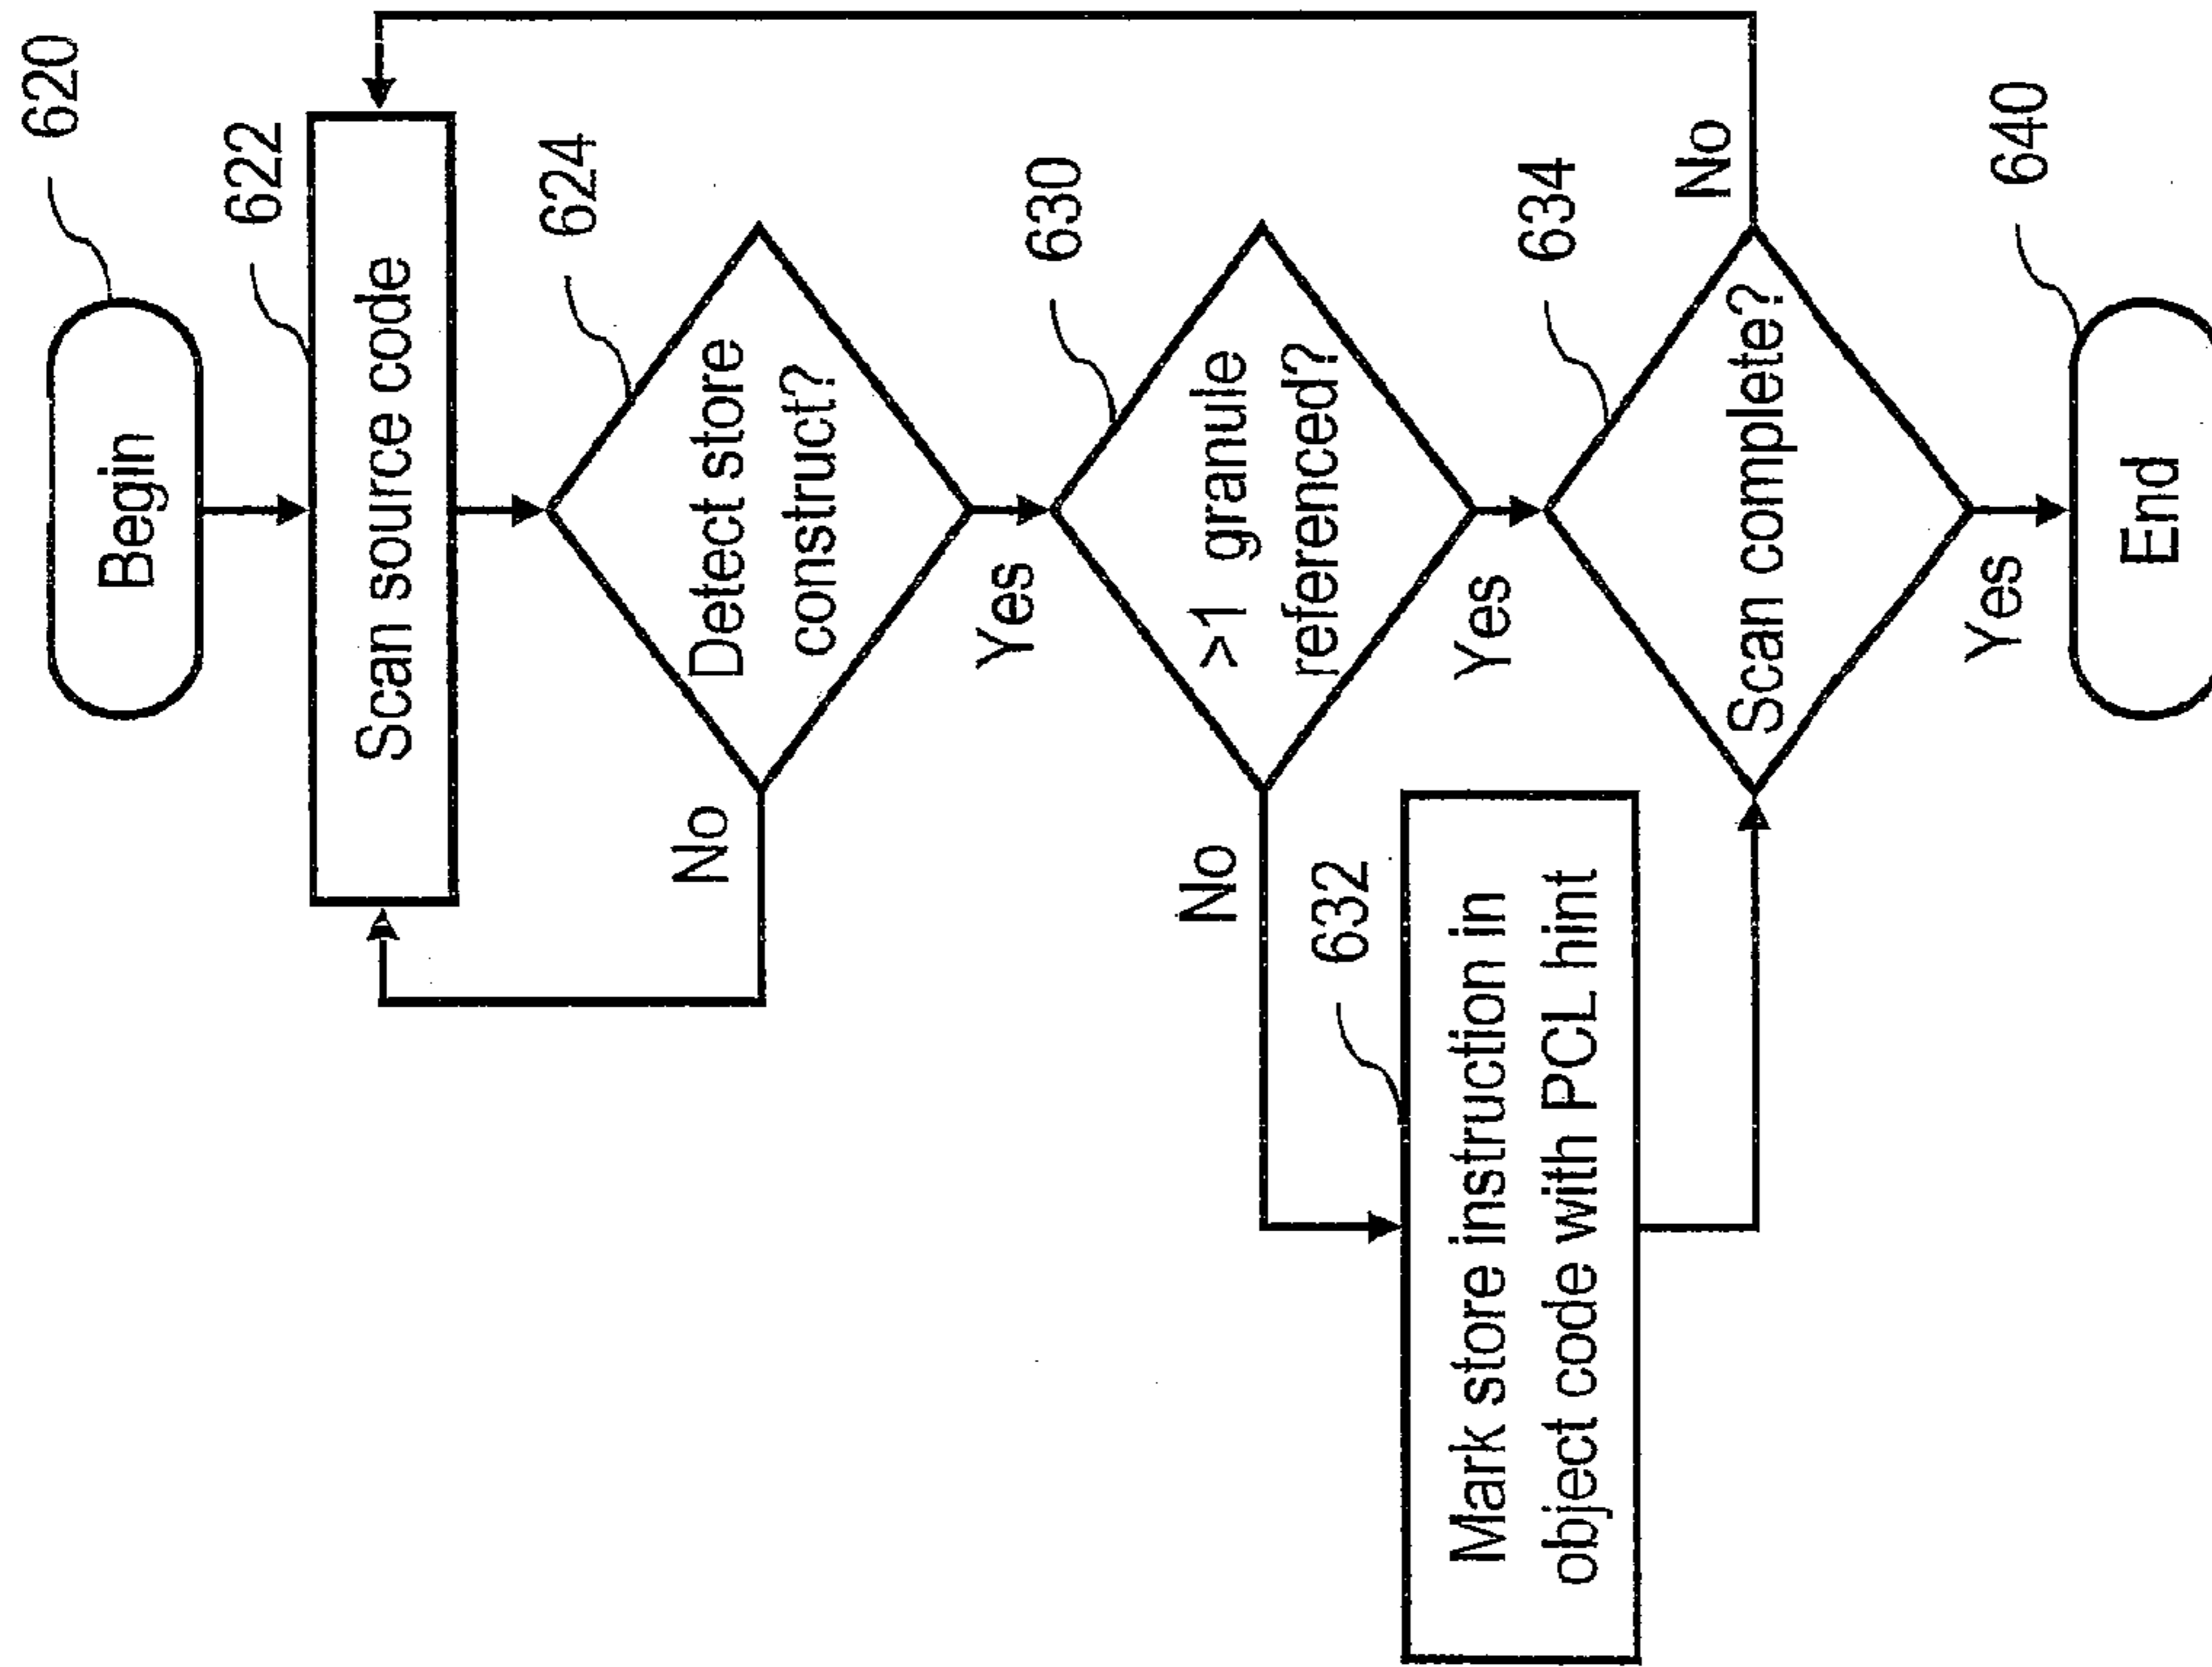 Begin
620
Scan source code
622
Detect store
construct?
624
No
Yes
>1 granule
referenced?
630
No
Yes
Mark store instruction in
object code with PCL hint
632
Scan complete?
634
No
Yes
End
640